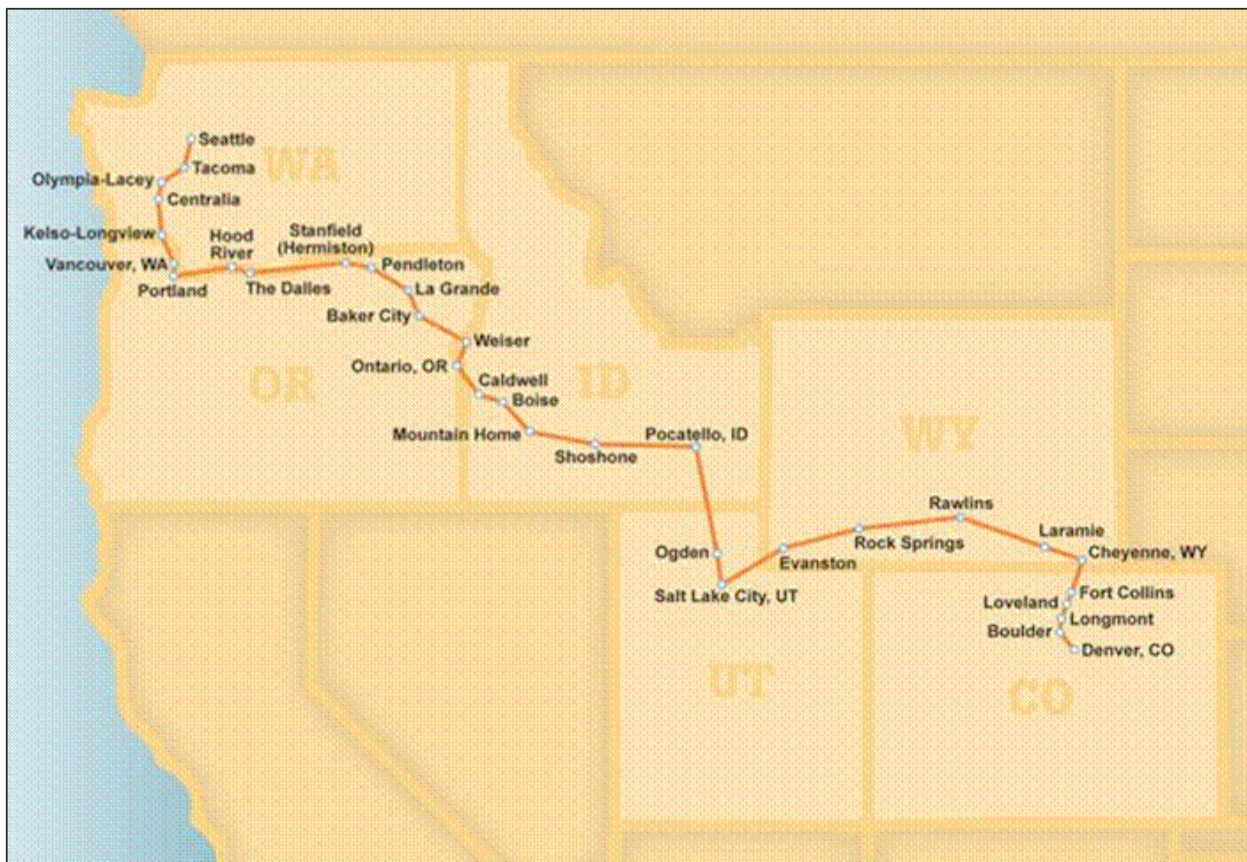 Seattle
WA
Tacoma
Olympia-Lacey
Centralia
Kelso-Longview
Hood
River
Stanfield
(Hermiston)
Vancouver, WA
Pendleton
Portland
The Dalles
La Grande
Baker City
Weiser
Ontario, OR
OR
Caldwell
ID
Boise
Mountain Home
Pocatello, ID
WY
Shoshone
Rawlins
Laramie
Rock Springs
Ogden
Evanston
Cheyenne, WY
Salt Lake City, UT
Fort Collins
Loveland
Longmont
Boulder
Denver, CO
UT
CO